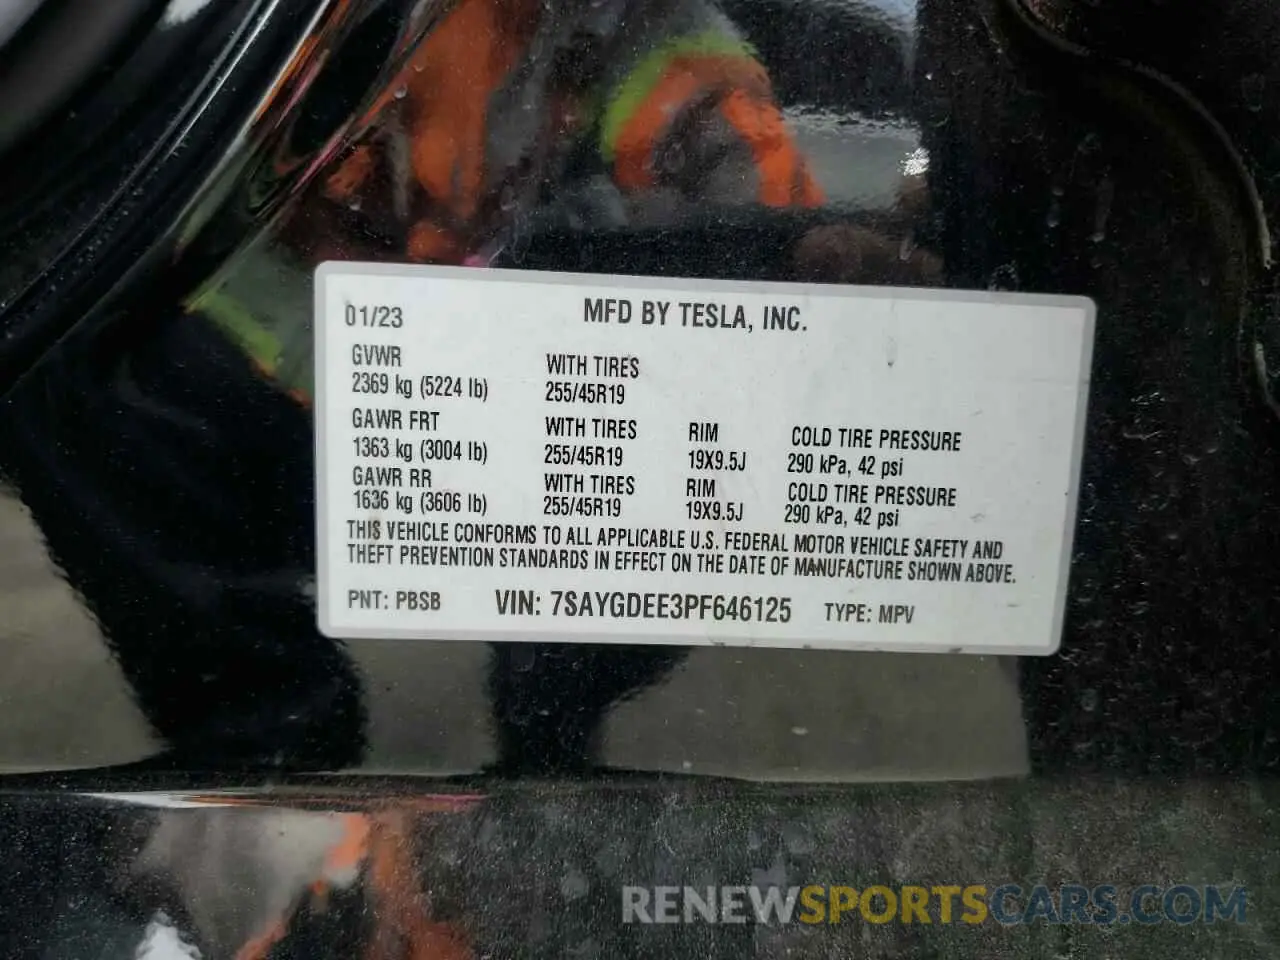 01/23 MFD BY TESLA, INC.
GVWR WITH TIRES
2369 kg (5224 lb) 255/45R19
GAWR FRT WITH TIRES RIM COLD TIRE PRESSURE
1363 kg (3004 lb) 255/45R19 19X9.5J 290 kPa, 42 psi
GAWR RR WITH TIRES RIM COLD TIRE PRESSURE
1636 kg (3606 lb) 255/45R19 19X9.5J 290 kPa, 42 psi
THIS VEHICLE CONFORMS TO ALL APPLICABLE U.S. FEDERAL MOTOR VEHICLE SAFETY AND
THEFT PREVENTION STANDARDS IN EFFECT ON THE DATE OF MANUFACTURE SHOWN ABOVE.
PNT: PBSB VIN: 7SAYGDEE3PF646125 TYPE: MPV
RENEWSPORTSCARS.COM